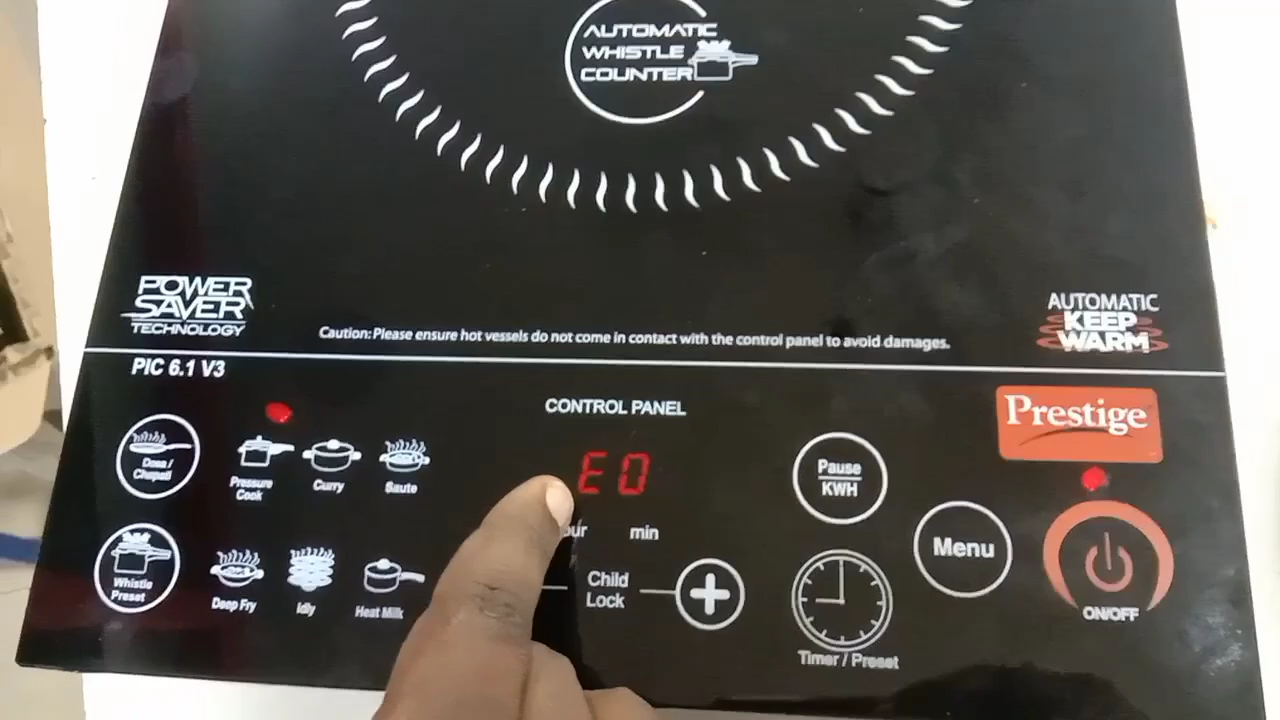 AUTOMATIC
WHISTLE
COUNTER
POWER
SAVER
TECHNOLOGY
AUTOMATIC
KEEP
WARM
Caution: Please ensure hot vessels do not come in contact with the control panel to avoid damages.
PIC 6.1 V3
CONTROL PANEL
Prestige
Dosa /
Chapati
Pressure
Cook
Curry
Saute
E0
Pause
KWH
min
Menu
Whistle
Preset
Deep Fry
Idly
Heat Milk
Child
Lock
+
Timer / Preset
ON/OFF